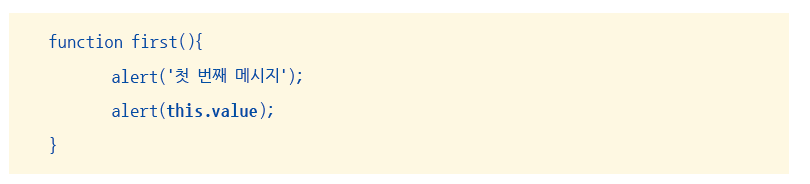 function first(){
alert('첫 번째 메시지');
alert(this.value);
}